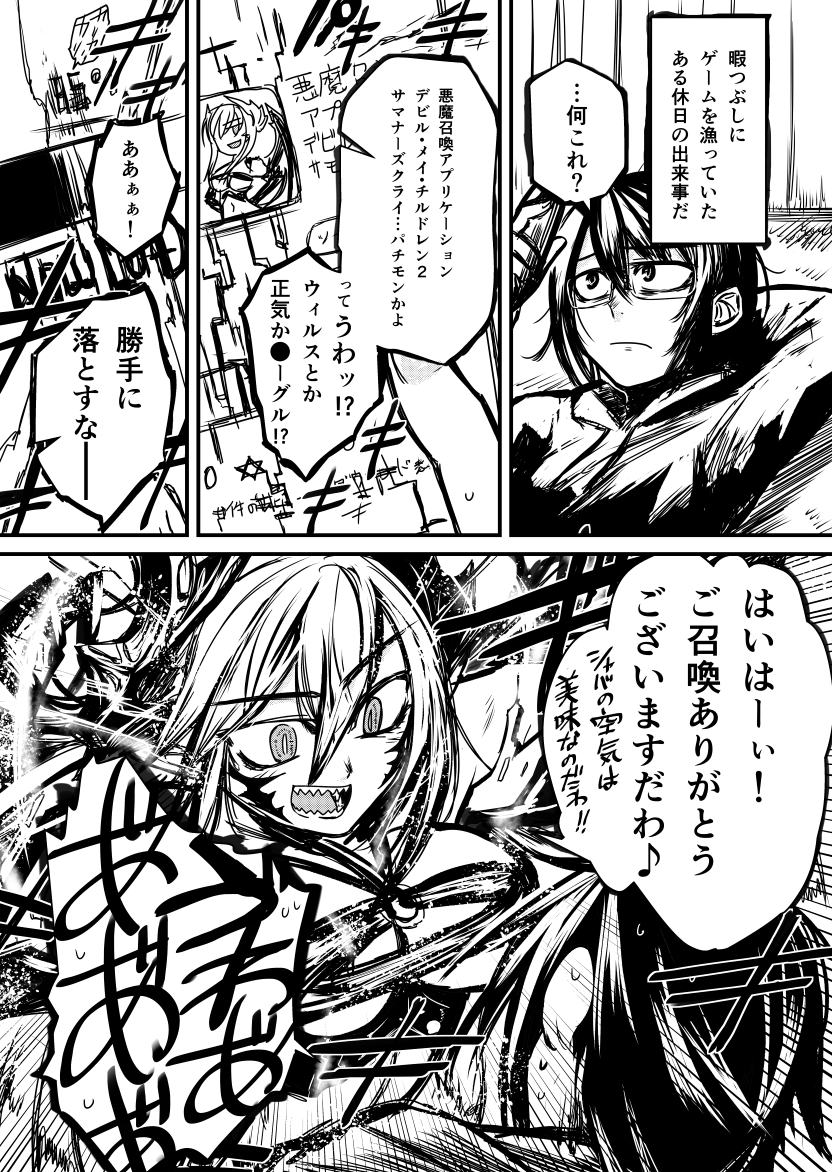 暇つぶしに
ゲームを漁っていた
ある休日の出来事だ
…何これ？
悪魔召喚アプリケーション
デビル・メイ・チルドレン2
サマナーズクライ…パチモンかよ
ってうわッ!?
ウィルスとか
正気か●ーグル!?
悪魔
ああぁぁ！
勝手に
落とすなー
はいはーぃ！
ご召喚ありがとう
ございますだわ♪
シャバの空気は
美味なのだわ!!